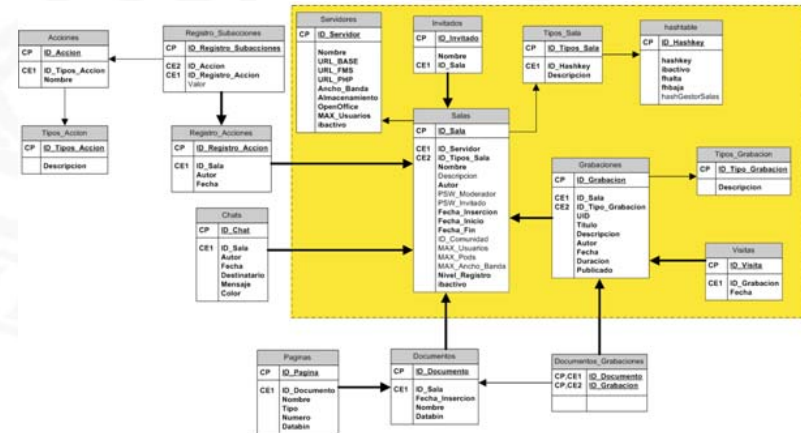 Acciones
CP ID_Accion
CE1 ID_Tipos_Accion
Nombre
Tipos_Accion
CP ID_Tipos_Accion
Descripcion
Registro_Subacciones
CP ID_Registro_Subacciones
CE2 ID_Accion
CE1 ID_Registro_Accion
Valor
Registro_Acciones
CP ID_Registro_Accion
CE1 ID_Sala
Autor
Fecha
Chats
CP ID_Chat
CE1 ID_Sala
Autor
Fecha
Destinatario
Mensaje
Color
Servidores
CP ID_Servidor
Nombre
URL_BASE
URL_FMS
URL_PHP
Ancho_Banda
Almacenamiento
OpenOffice
MAX_Usuarios
ibactivo
Invitados
CP ID_Invitado
Nombre
CE1 ID_Sala
Tipos_Sala
CP ID_Tipos_Sala
CE1 ID_Hashkey
Descripcion
hashtable
CP ID_Hashkey
hashkey
ibactivo
fhalta
fhbaja
hashGestorSalas
Salas
CP ID_Sala
CE1 ID_Servidor
CE2 ID_Tipos_Sala
Nombre
Descripcion
Autor
PSW_Moderador
PSW_Invitado
Fecha_Insercion
Fecha_Inicio
Fecha_Fin
ID_Comunidad
MAX_Usuarios
MAX_Pods
MAX_Ancho_Banda
Nivel_Registro
ibactivo
Grabaciones
CP ID_Grabacion
CE1 ID_Sala
CE2 ID_Tipo_Grabacion
UID
Titulo
Descripcion
Autor
Fecha
Duracion
Publicado
Tipos_Grabacion
CP ID_Tipo_Grabacion
Descripcion
Visitas
CP ID_Visita
CE1 ID_Grabacion
Fecha
Paginas
CP ID_Pagina
CE1 ID_Documento
Nombre
Tipo
Numero
Databin
Documentos
CP ID_Documento
CE1 ID_Sala
Fecha_Insercion
Nombre
Databin
Documentos_Grabaciones
CP,CE1 ID_Documento
CP,CE2 ID_Grabacion